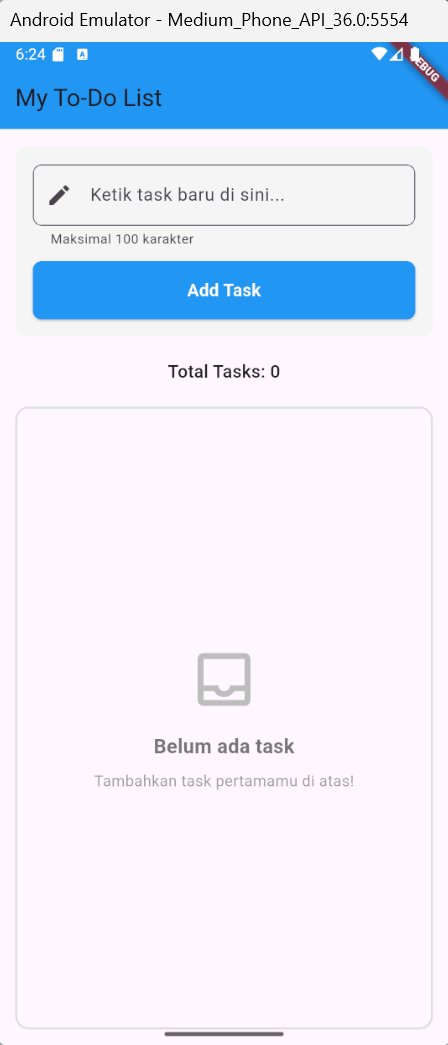 Android Emulator - Medium_Phone_API_36.0:5554
6:24
A
DEBUG
My To-Do List
Ketik task baru di sini...
Maksimal 100 karakter
Add Task
Total Tasks: 0
Belum ada task
Tambahkan task pertamamu di atas!